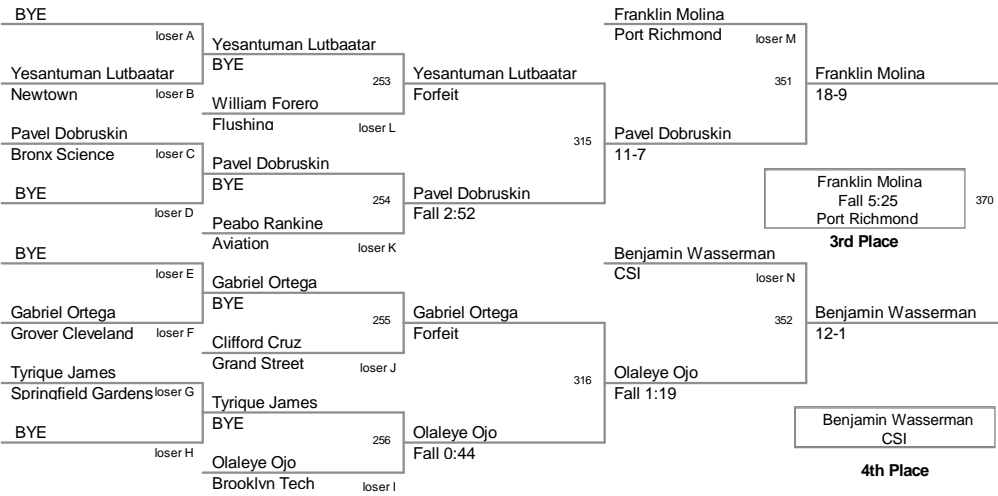 BYE
loser A
Yesantuman Lutbaatar
Newtown
loser B
Pavel Dobruskin
Bronx Science
loser C
BYE
loser D
BYE
loser E
Gabriel Ortega
Grover Cleveland
loser F
Tyrique James
Springfield Gardens
loser G
BYE
loser H
Yesantuman Lutbaatar
BYE
253
William Forero
Flushing
loser L
Pavel Dobruskin
BYE
254
Peabo Rankine
Aviation
loser K
Gabriel Ortega
BYE
255
Clifford Cruz
Grand Street
loser J
Tyrique James
BYE
256
Olaleye Ojo
Brooklyn Tech
loser I
Yesantuman Lutbaatar
Forfeit
315
Pavel Dobruskin
Fall 2:52
Gabriel Ortega
Forfeit
316
Olaleye Ojo
Fall 0:44
Franklin Molina
Port Richmond
loser M
351
Pavel Dobruskin
11-7
Benjamin Wasserman
CSI
loser N
352
Olaleye Ojo
Fall 1:19
Franklin Molina
18-9
Franklin Molina
Fall 5:25
Port Richmond
370
3rd Place
Benjamin Wasserman
12-1
Benjamin Wasserman
CSI
4th Place